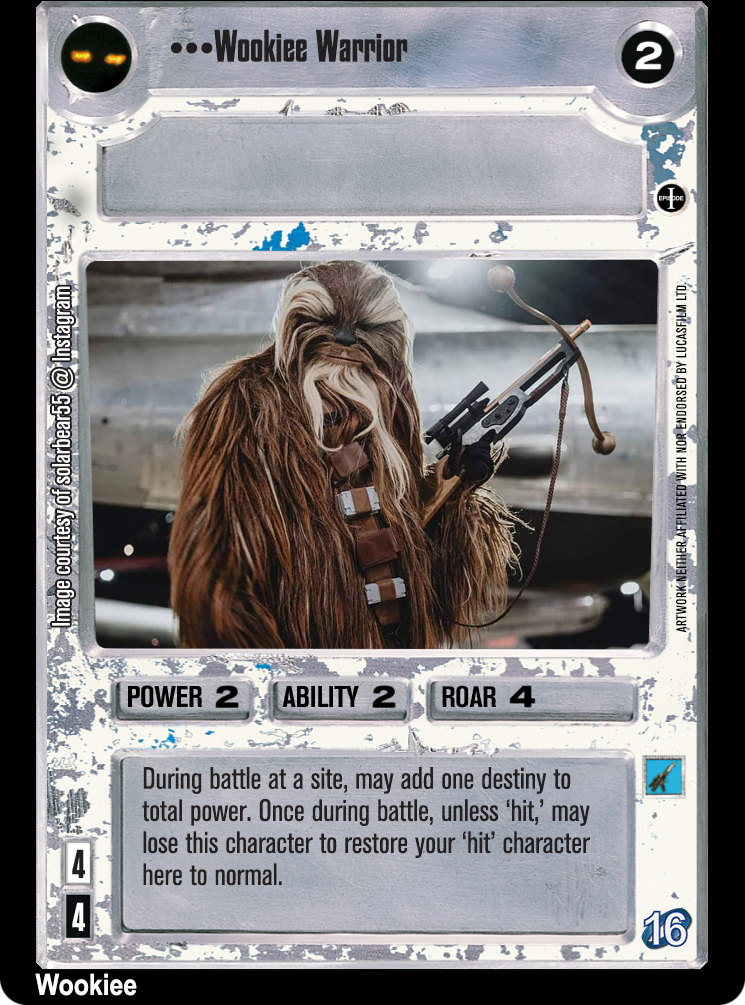 •••Wookiee Warrior
2
EPISODE
I
Image courtesy of solarbear55 @ Instagram
ARTWORK NEITHER AFFILIATED WITH NOR ENDORSED BY LUCASFILM LTD.
POWER 2
ABILITY 2
ROAR 4
During battle at a site, may add one destiny to
total power. Once during battle, unless ‘hit,’ may
lose this character to restore your ‘hit’ character
here to normal.
4
4
16
Wookiee